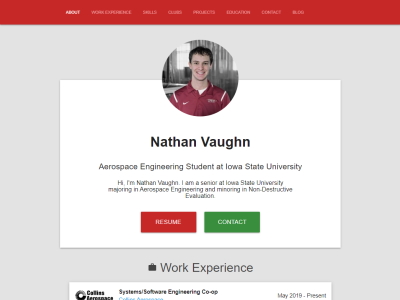 ABOUT WORK EXPERIENCE SKILLS CLUBS PROJECTS EDUCATION CONTACT BLOG
Nathan Vaughn
Aerospace Engineering Student at Iowa State University
Hi, I'm Nathan Vaughn. I am a senior at Iowa State University
majoring in Aerospace Engineering and minoring in Non-Destructive
Evaluation.
RESUME CONTACT
Work Experience
Systems/Software Engineering Co-op
Collins Aerospace
May 2019 - Present
Collins Aerospace